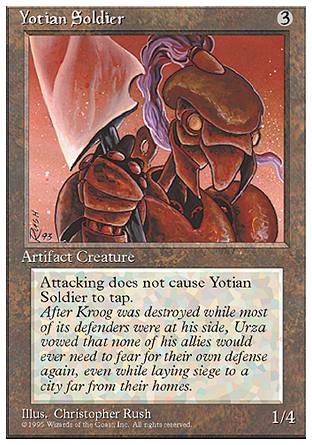 Yotian Soldier 3
RUSH
93
Artifact Creature
Attacking does not cause Yotian
Soldier to tap.
After Kroog was destroyed while most
of its defenders were at his side, Urza
vowed that none of his allies would
ever need to fear for their own defense
again, even while laying siege to a
city far from their homes.
Illus. Christopher Rush
©1995 Wizards of the Coast, Inc. All rights reserved.
1/4